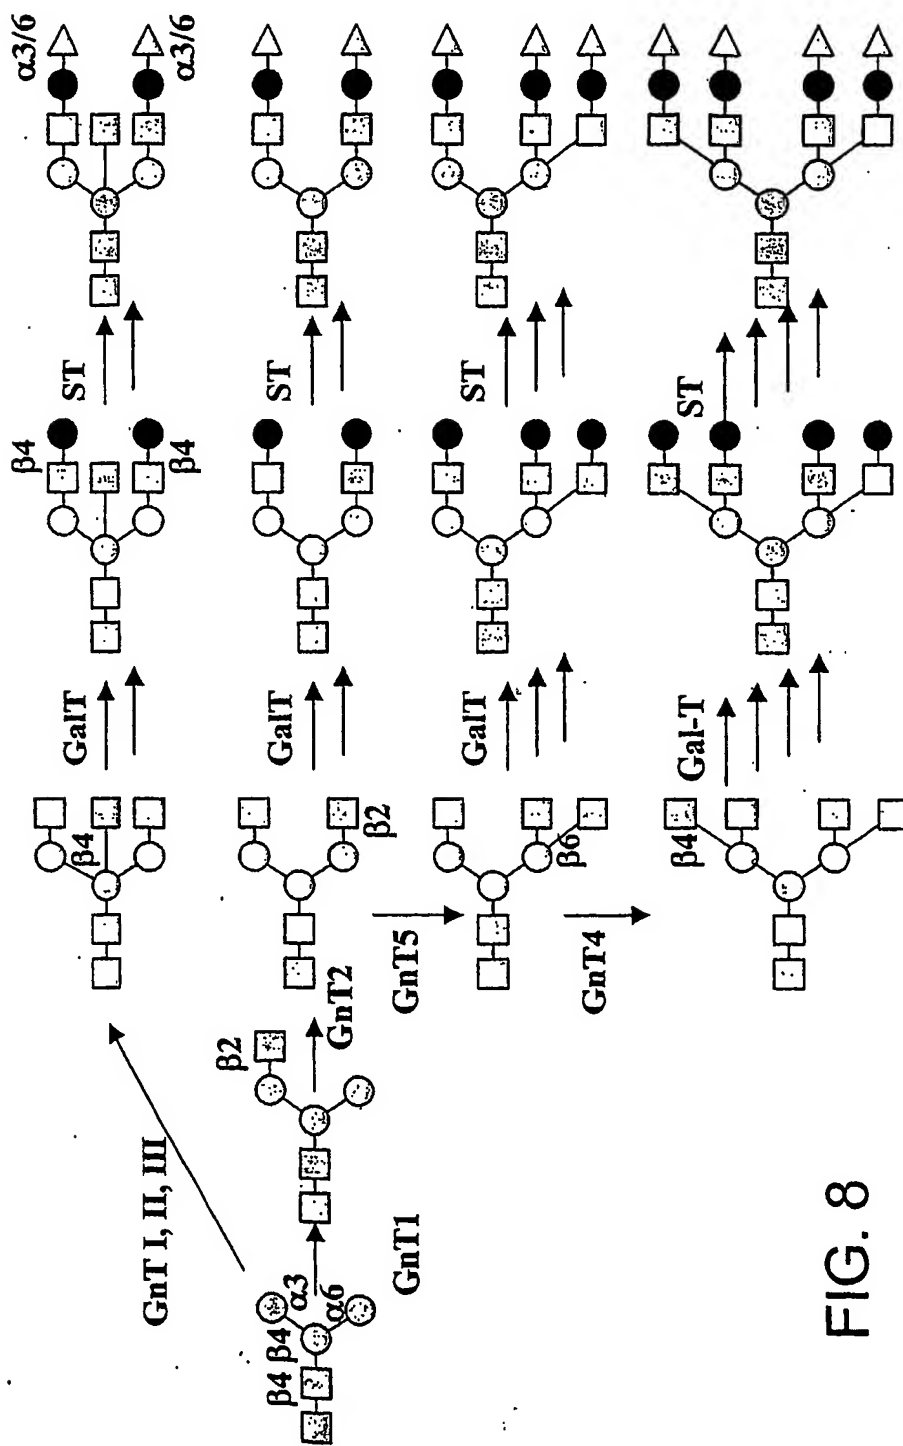 GnT I, II, III
β4
GalT
β4
β4
ST
α3/6
α3/6
β4 β4
α3
α6
GnT1
β2
GnT2
β2
GalT
ST
GnT5
β6
GalT
ST
GnT4
β4
Gal-T
ST
FIG. 8